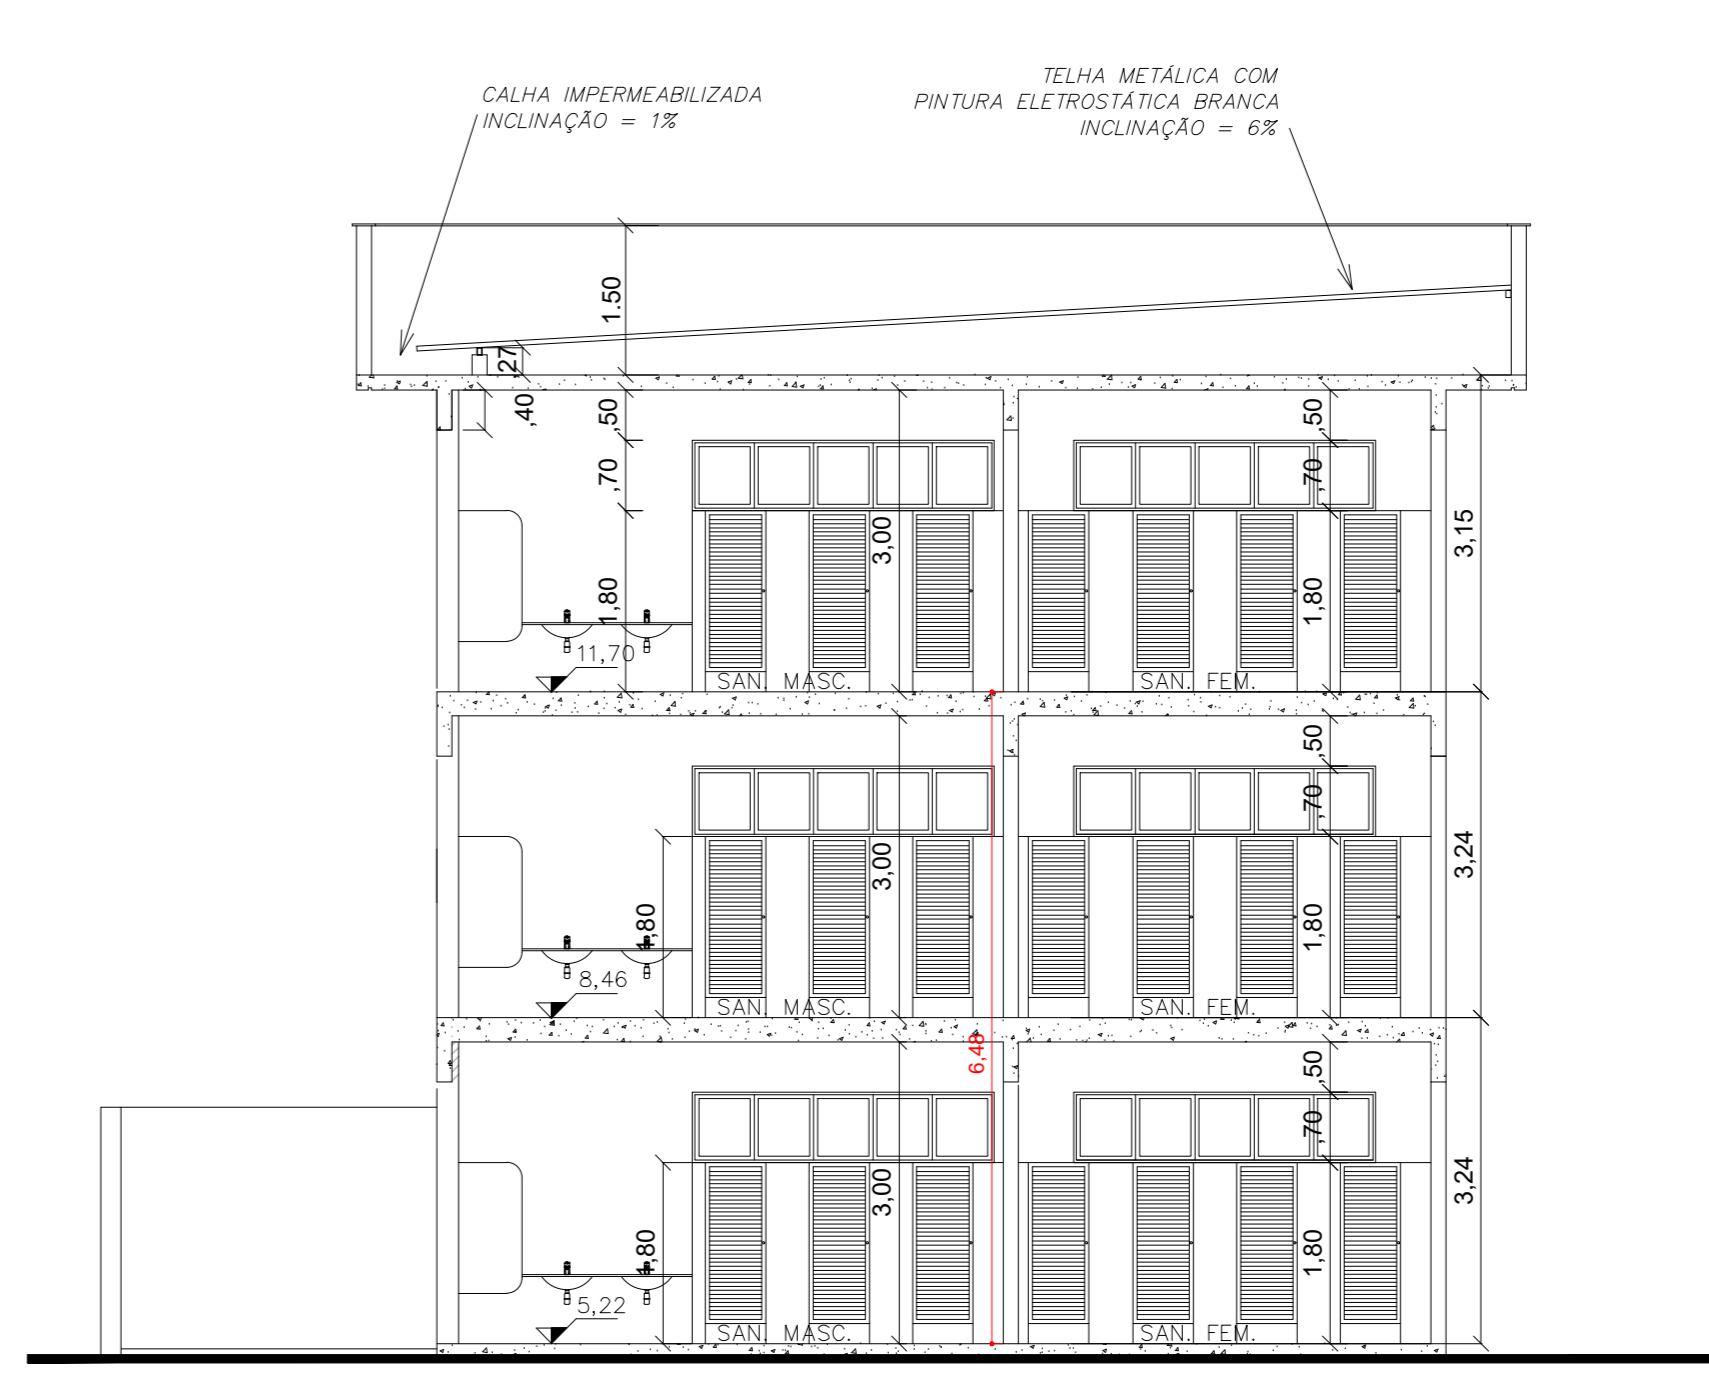 CALHA IMPERMEABILIZADA
INCLINAÇÃO = 1%
TELHA METÁLICA COM
PINTURA ELETROSTÁTICA BRANCA
INCLINAÇÃO = 6%
1.50
,27
,40
,50
,50
,70
,70
3,00
3,15
1,80
1,80
11,70
SAN. MASC.
SAN. FEM.
,50
,70
3,00
3,24
1,80
1,80
8,46
SAN. MASC.
SAN. FEM.
6,48
,50
,70
3,00
3,24
1,80
1,80
5,22
SAN. MASC.
SAN. FEM.